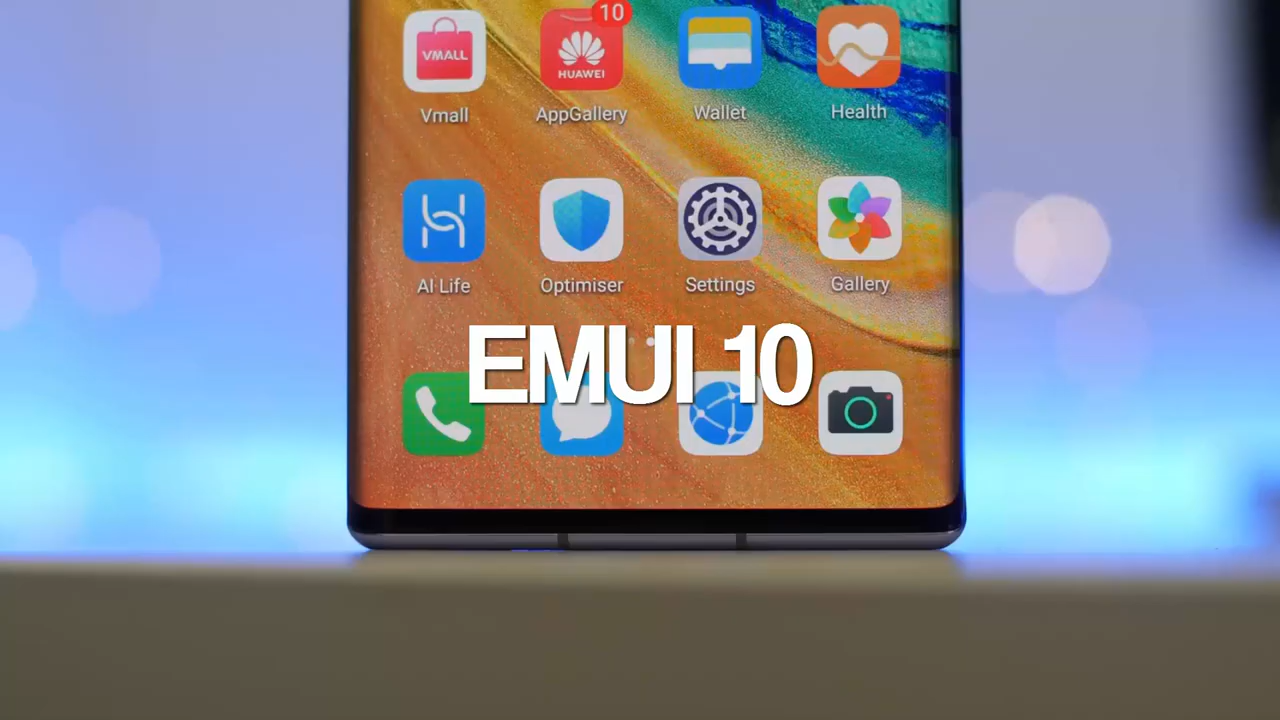 10
VMALL
HUAWEI
Vmall AppGallery Wallet Health
AI Life Optimiser Settings Gallery
EMUI 10